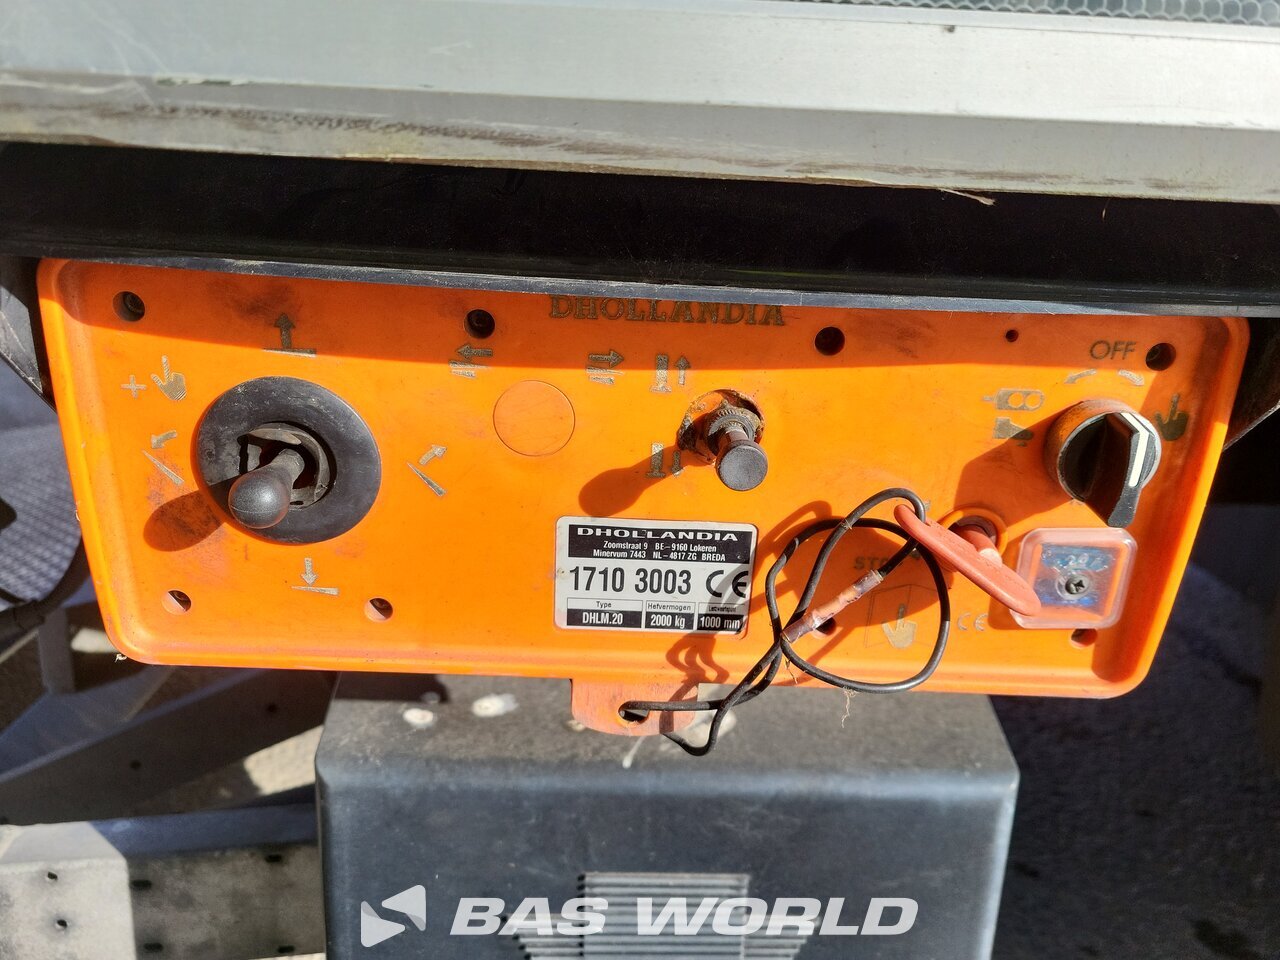 DHOLLANDIA
OFF
DHOLLANDIA
Zoomstraat 9 BE-9160 Lokeren
Minervum 7443 NL-4817 ZG BREDA
1710 3003 CE
Type Hefvermogen
DHLM.20 2000 kg 1000 mm
CE
BAS WORLD